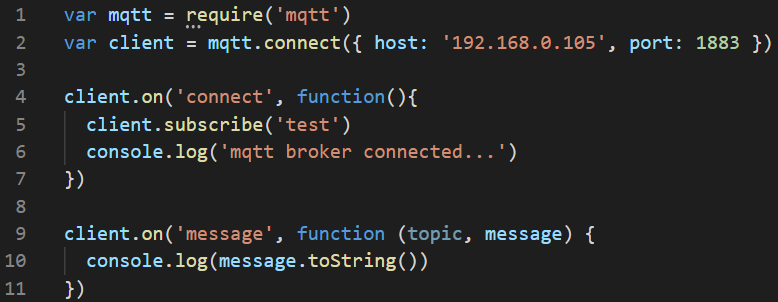 1 var mqtt = require('mqtt')
2 var client = mqtt.connect({ host: '192.168.0.105', port: 1883 })
3
4 client.on('connect', function(){
5   client.subscribe('test')
6   console.log('mqtt broker connected...')
7 })
8
9 client.on('message', function (topic, message) {
10   console.log(message.toString())
11 })